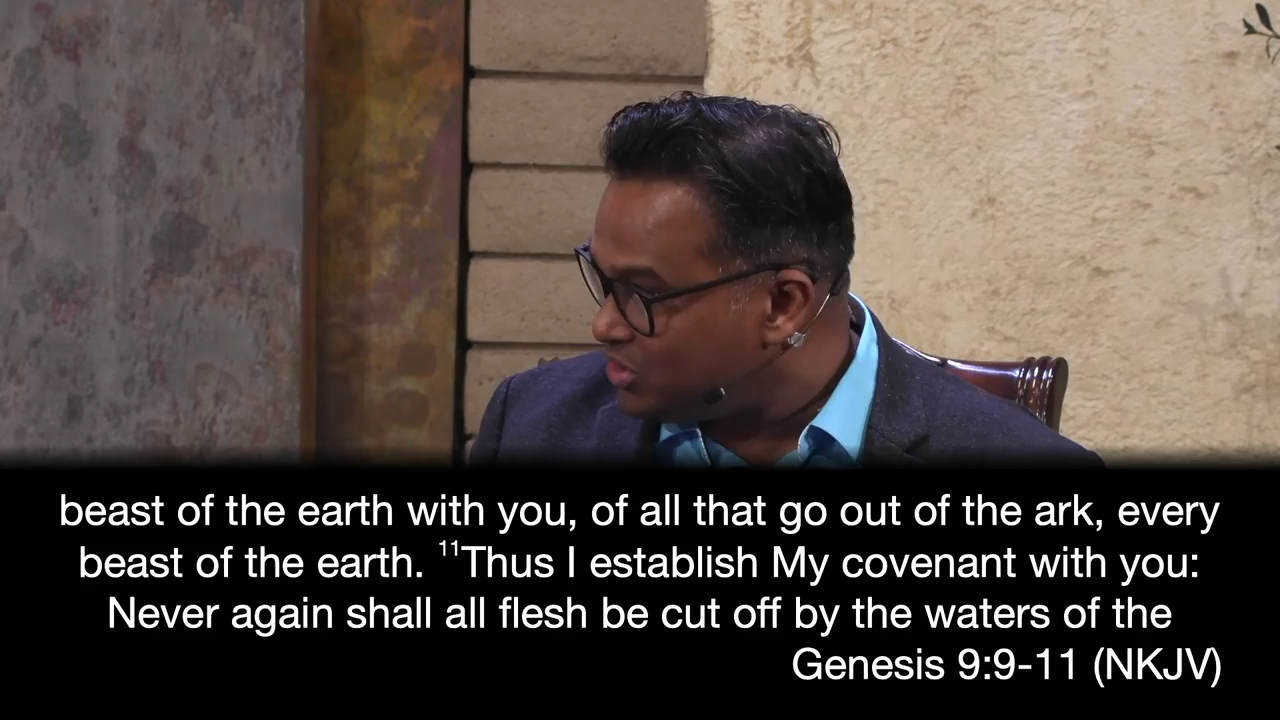 beast of the earth with you, of all that go out of the ark, every
beast of the earth. ¹¹Thus I establish My covenant with you:
Never again shall all flesh be cut off by the waters of the
Genesis 9:9-11 (NKJV)